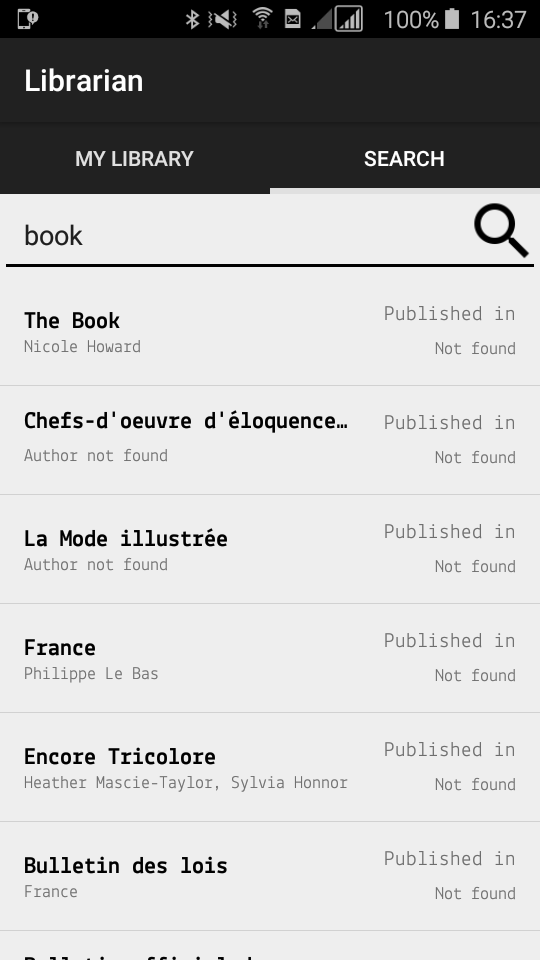 100% 16:37
Librarian
MY LIBRARY SEARCH
book
The Book
Nicole Howard
Published in
Not found
Chefs-d'oeuvre d'éloquence…
Author not found
Published in
Not found
La Mode illustrée
Author not found
Published in
Not found
France
Philippe Le Bas
Published in
Not found
Encore Tricolore
Heather Mascie-Taylor, Sylvia Honnor
Published in
Not found
Bulletin des lois
France
Published in
Not found